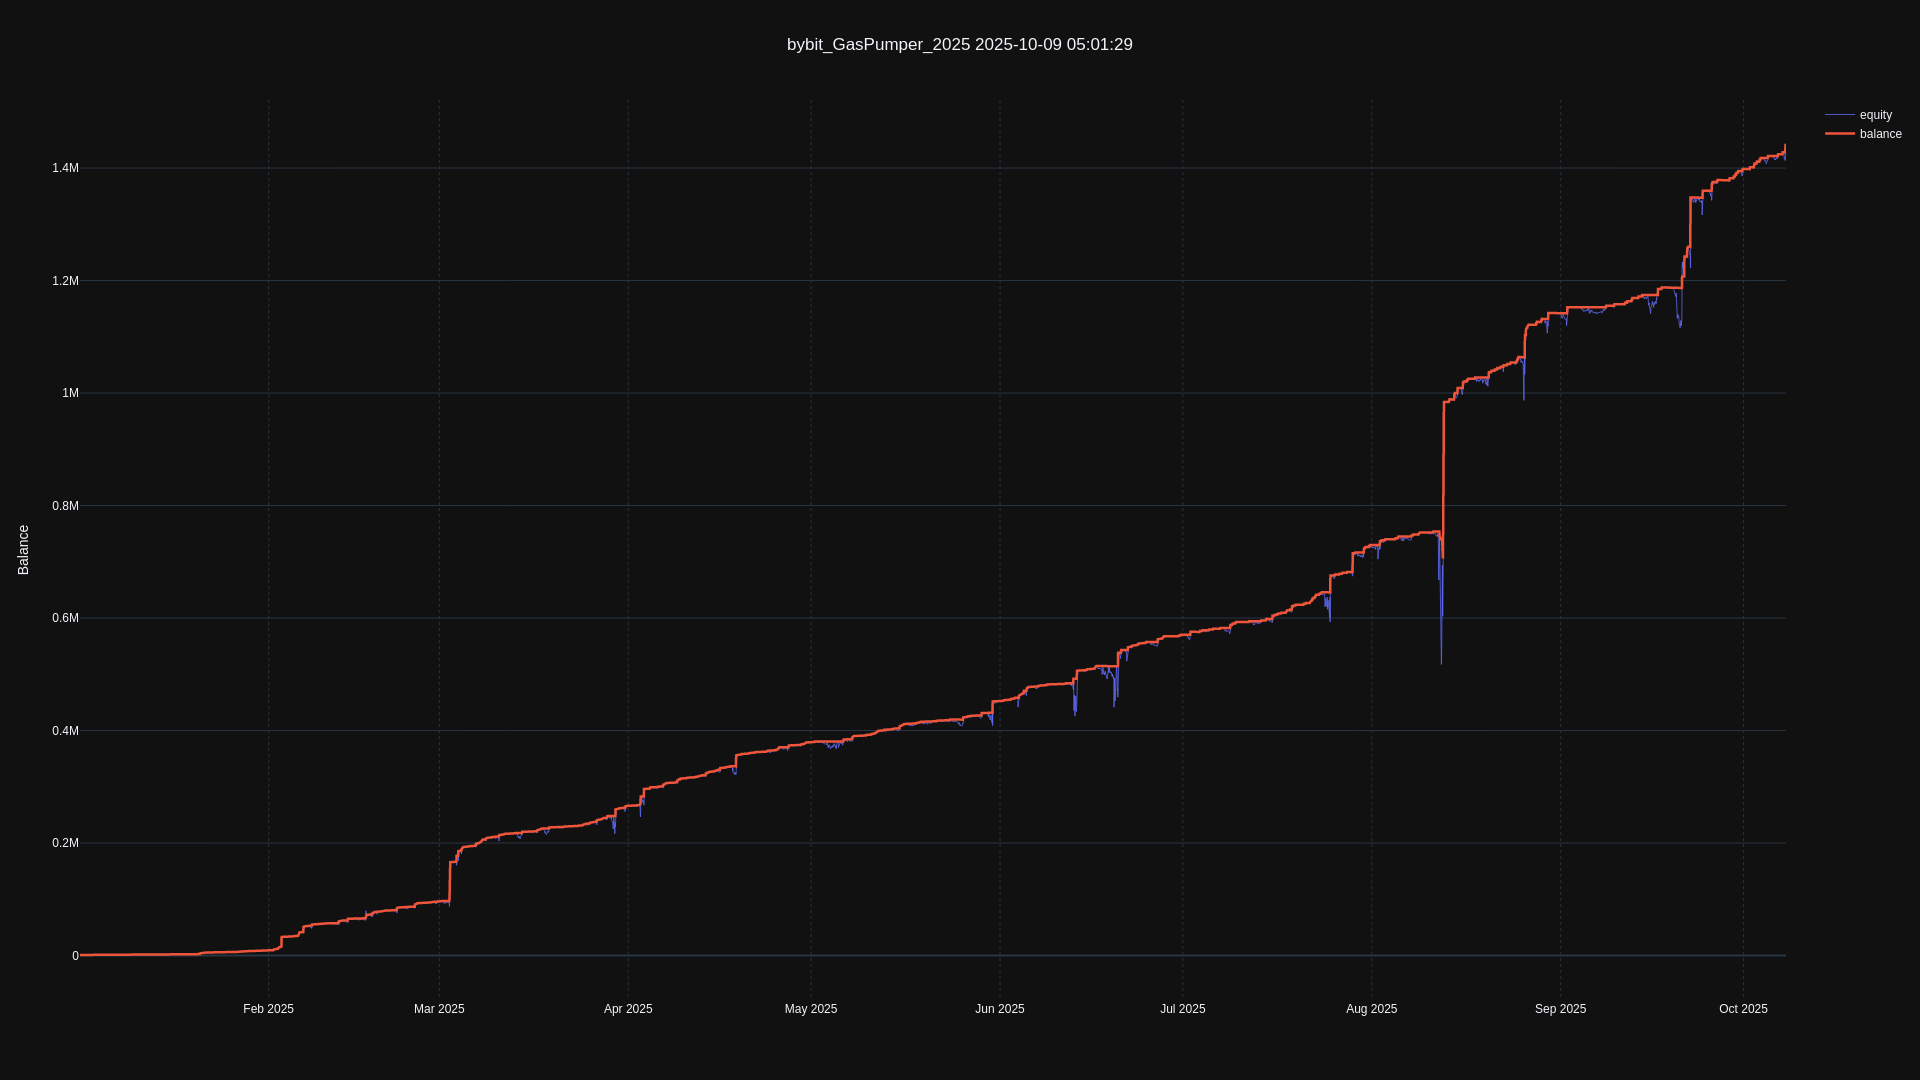 bybit_GasPumper_2025 2025-10-09 05:01:29
equity
balance
1.4M
1.2M
1M
0.8M
0.6M
0.4M
0.2M
0
Balance
Feb 2025
Mar 2025
Apr 2025
May 2025
Jun 2025
Jul 2025
Aug 2025
Sep 2025
Oct 2025